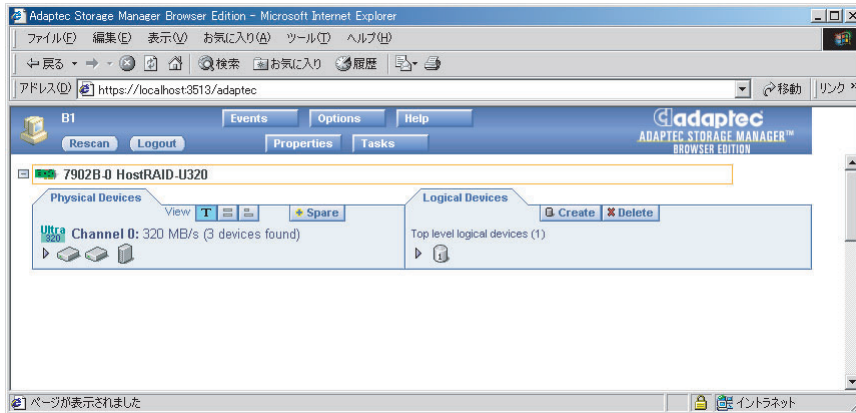 Adaptec Storage Manager Browser Edition - Microsoft Internet Explorer
ファイル(F) 編集(E) 表示(V) お気に入り(A) ツール(T) ヘルプ(H)
戻る 検索 お気に入り 履歴
アドレス(D) https://localhost:3513/adaptec 移動 リンク »
B1 Events Options Help adaptec
ADAPTEC STORAGE MANAGER™
Rescan Logout Properties Tasks BROWSER EDITION
7902B-0 HostRAID-U320
Physical Devices Logical Devices
View T + Spare Create Delete
Ultra 320 Channel 0: 320 MB/s (3 devices found) Top level logical devices (1)
ページが表示されました イントラネット